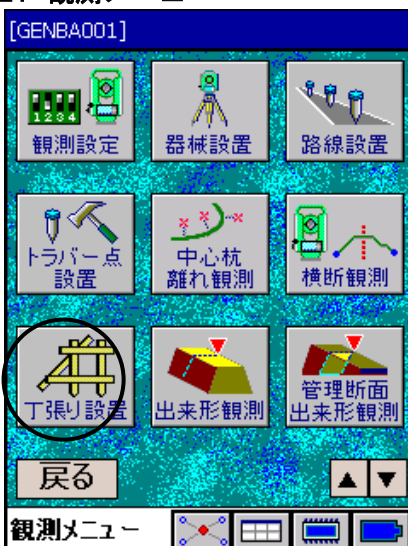 [GENBA001]
1234
観測設定
器械設置
路線設置
トラバー点
設置
中心杭
離れ観測
横断観測
丁張り設置
出来形観測
管理断面
出来形観測
戻る
▲ ▼
観測メニュー